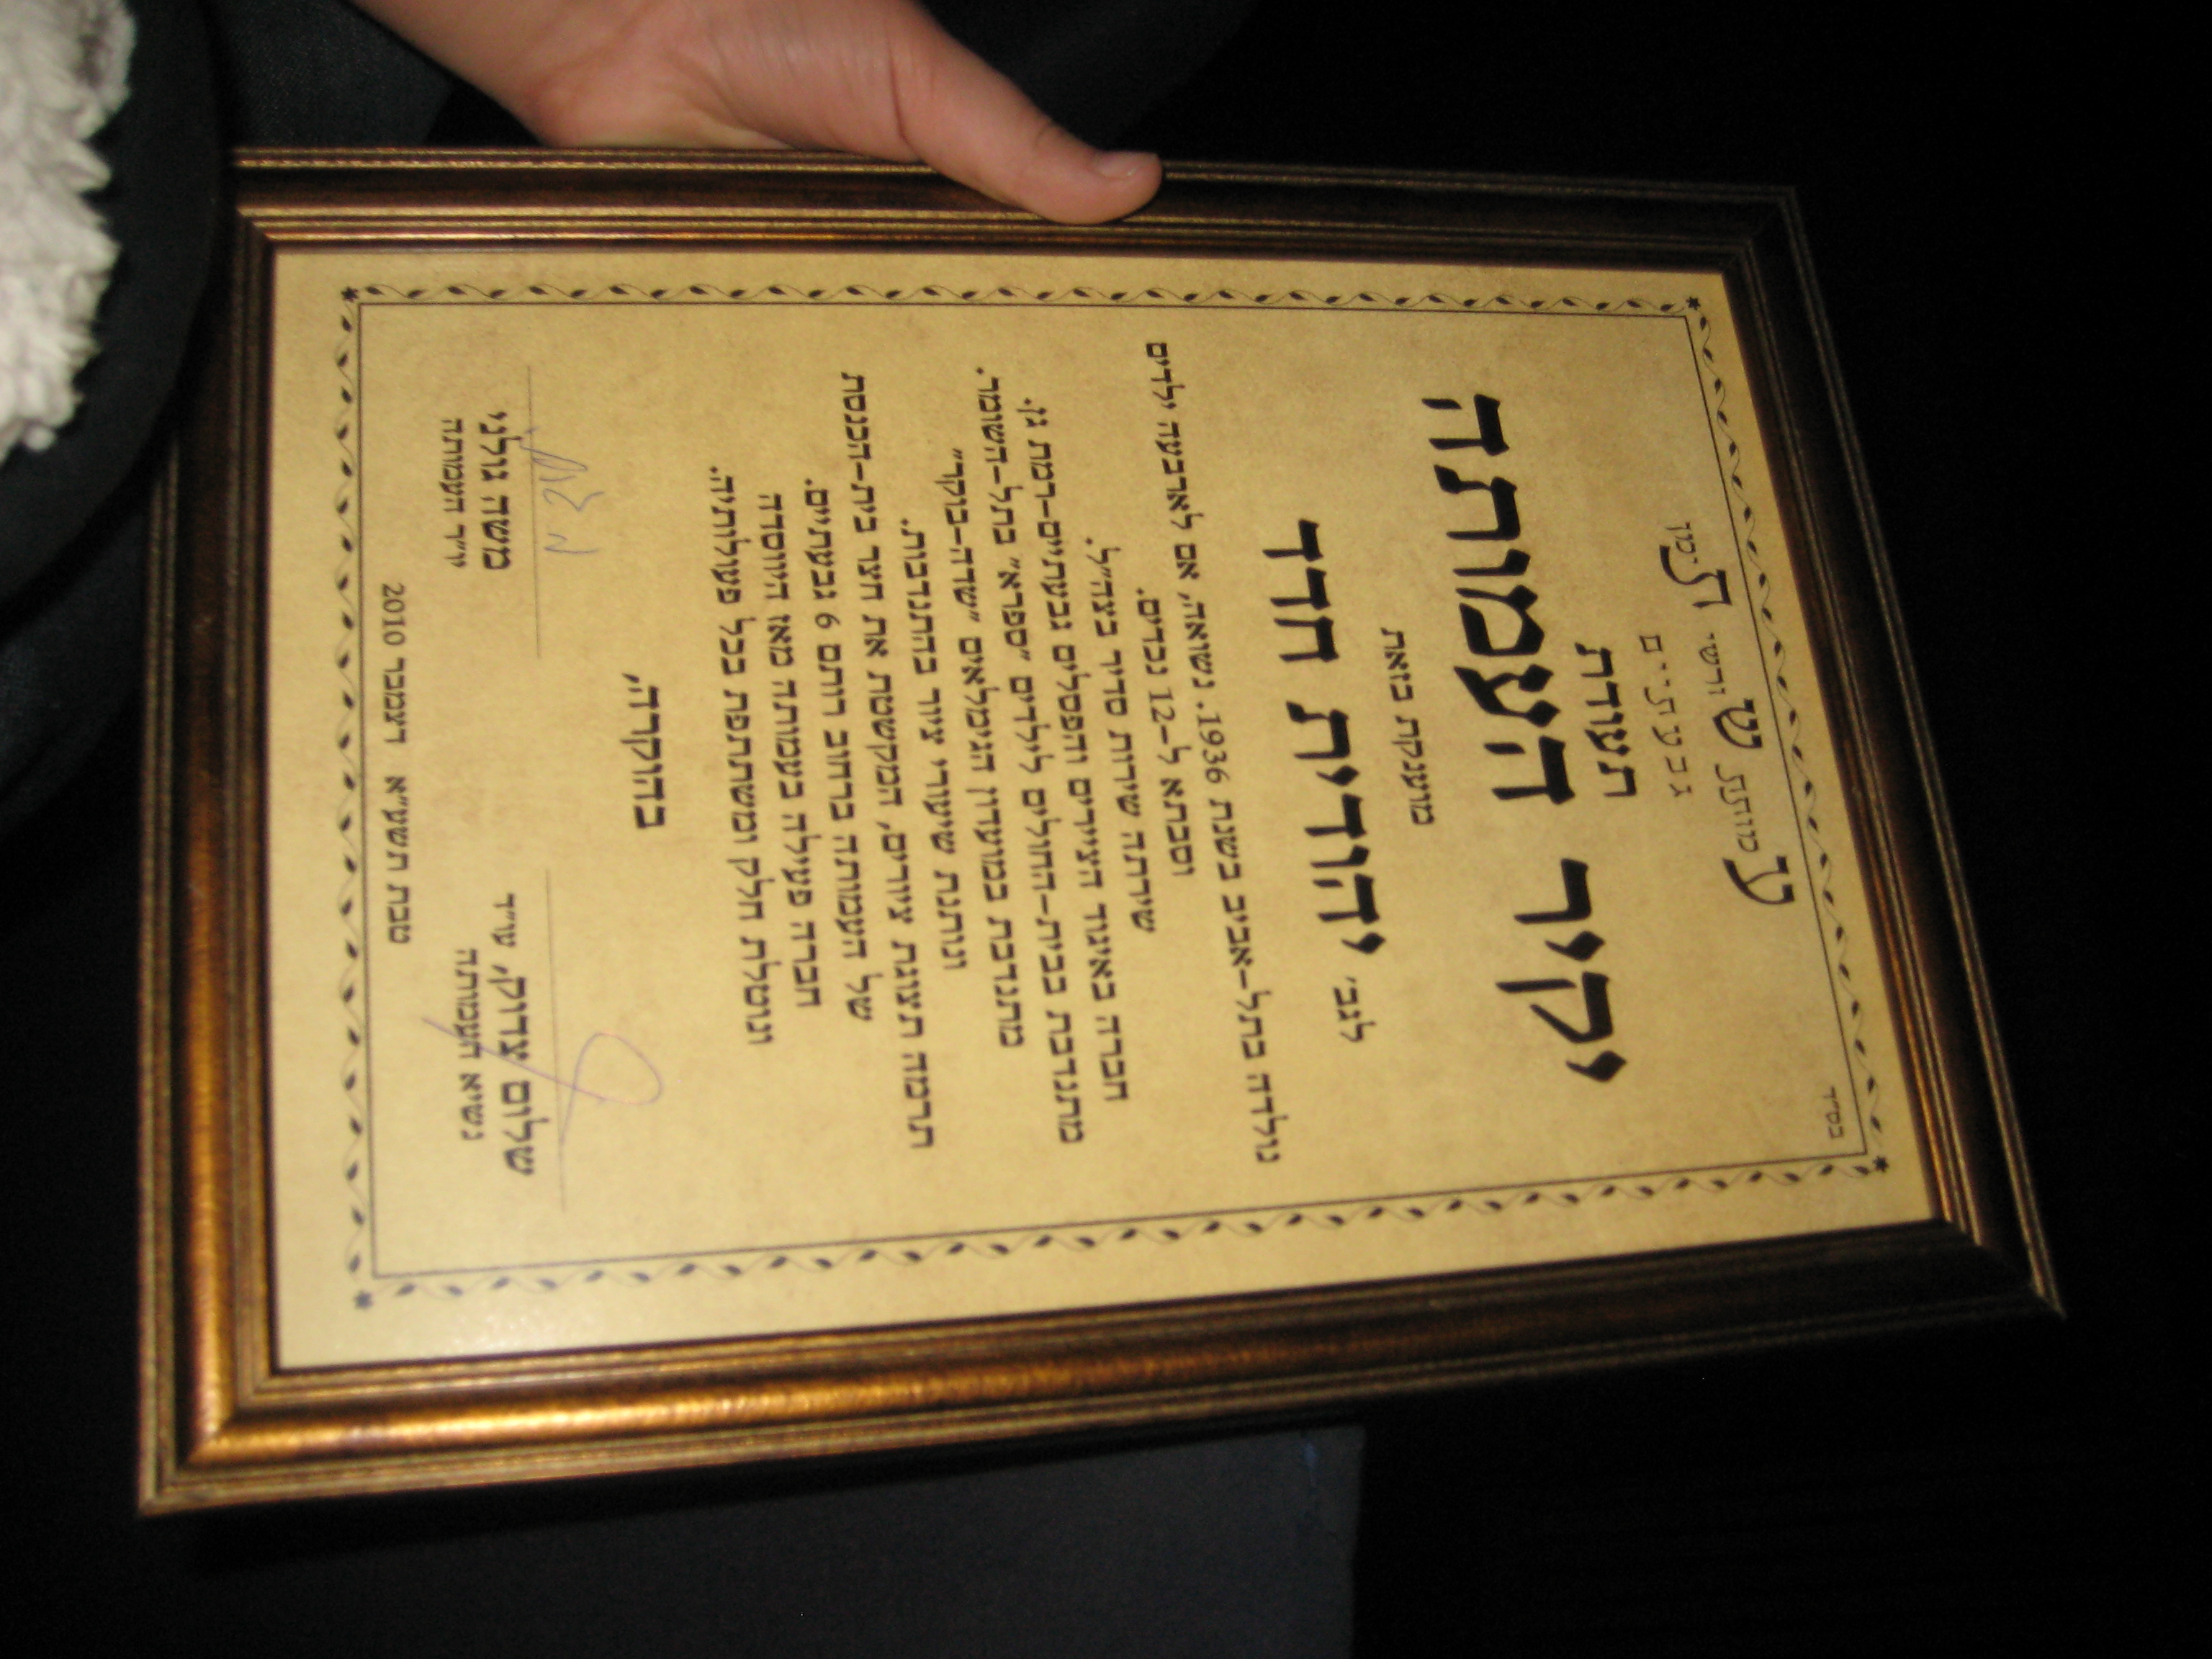 בס״ד
עמותת שורשי תימן
גבעתיים
תעודת
יקיר העמותה
מוענקת בזאת
לגב׳ יהודית חדד
נולדה בתל-אביב בשנת 1936. נשואה, אם לארבעה ילדים
וסבתא ל-12 נכדים.
שירתה שירות סדיר בצה״ל.
חברה באיגוד הציירים והפסלים גבעתיים-רמת גן.
מתנדבת בבית-החולים לילדים ״ספרא״ בתל-השומר.
מתנדבת במועדון הגימלאים ״שדה-בוקר״
ונותנת שיעורי ציור בהתנדבות.
תרמה תצוגת ציורים, המקשטת את חצר בית-הכנסת
של העמותה ברחוב רותם 6 גבעתיים.
חברה פעילה בעמותה מאז היווסדה
ונוטלת חלק ומשתתפת בכל פעולותיה.
בהוקרה,
שלום צדוק, עו״ד
נשיא העמותה
מ גולני
משה גולני
יו״ר העמותה
טבת תשע״א דצמבר 2010